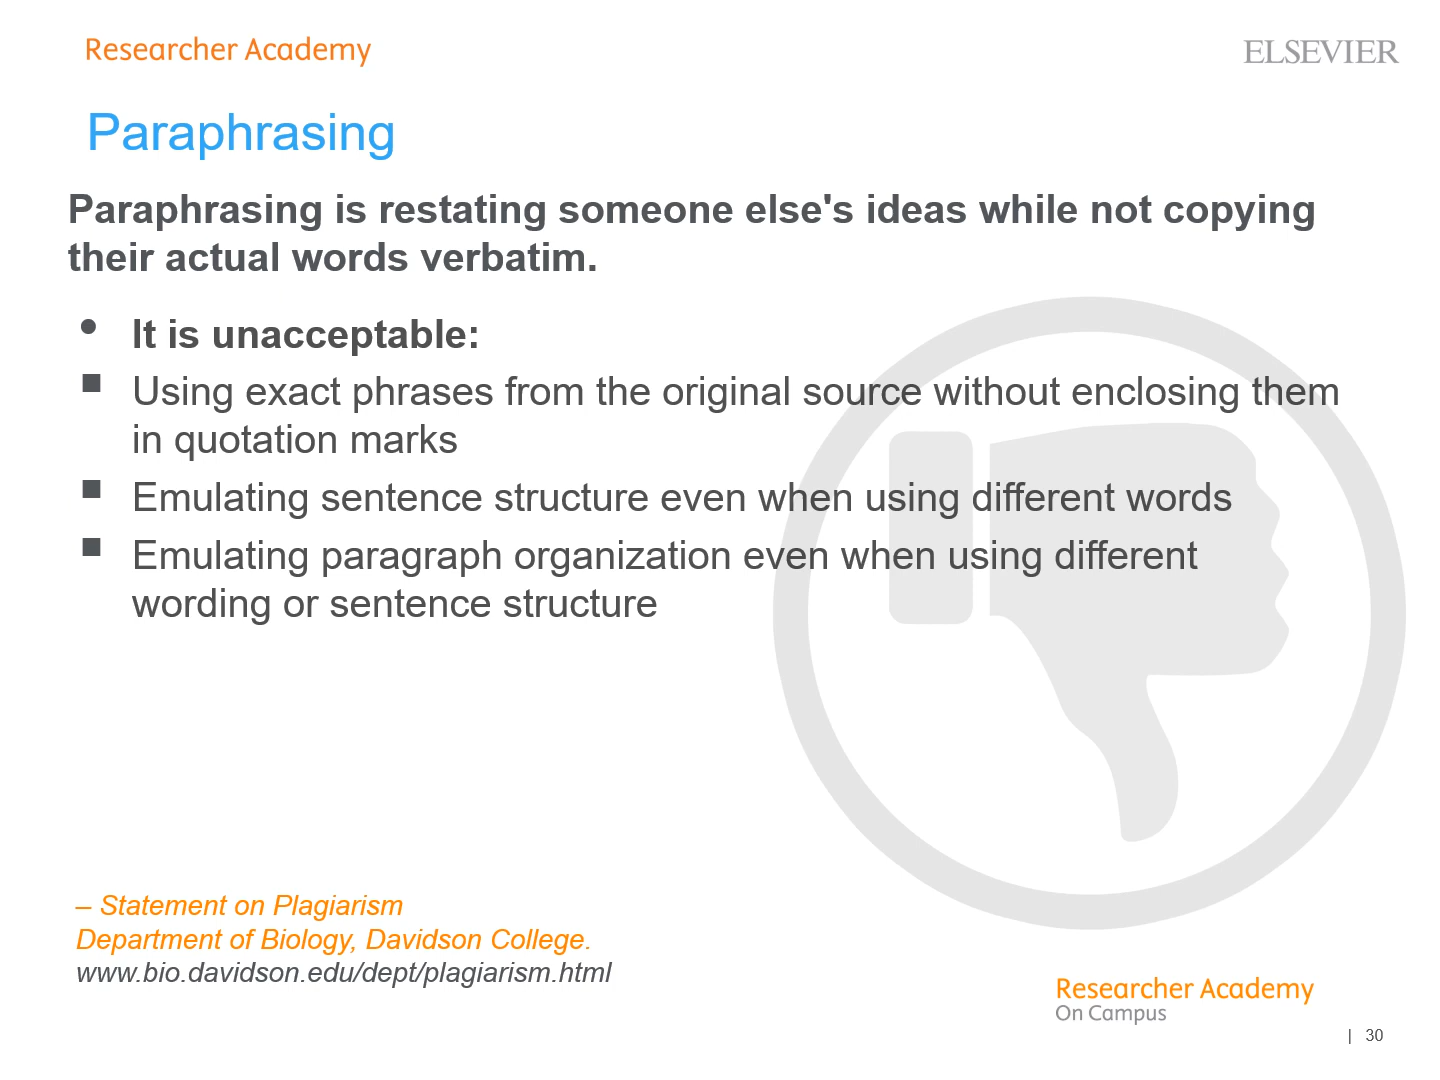 Researcher Academy
ELSEVIER
Paraphrasing
Paraphrasing is restating someone else's ideas while not copying
their actual words verbatim.
• It is unacceptable:
▪ Using exact phrases from the original source without enclosing them
in quotation marks
▪ Emulating sentence structure even when using different words
▪ Emulating paragraph organization even when using different
wording or sentence structure
– Statement on Plagiarism
Department of Biology, Davidson College.
www.bio.davidson.edu/dept/plagiarism.html
Researcher Academy
On Campus
| 30